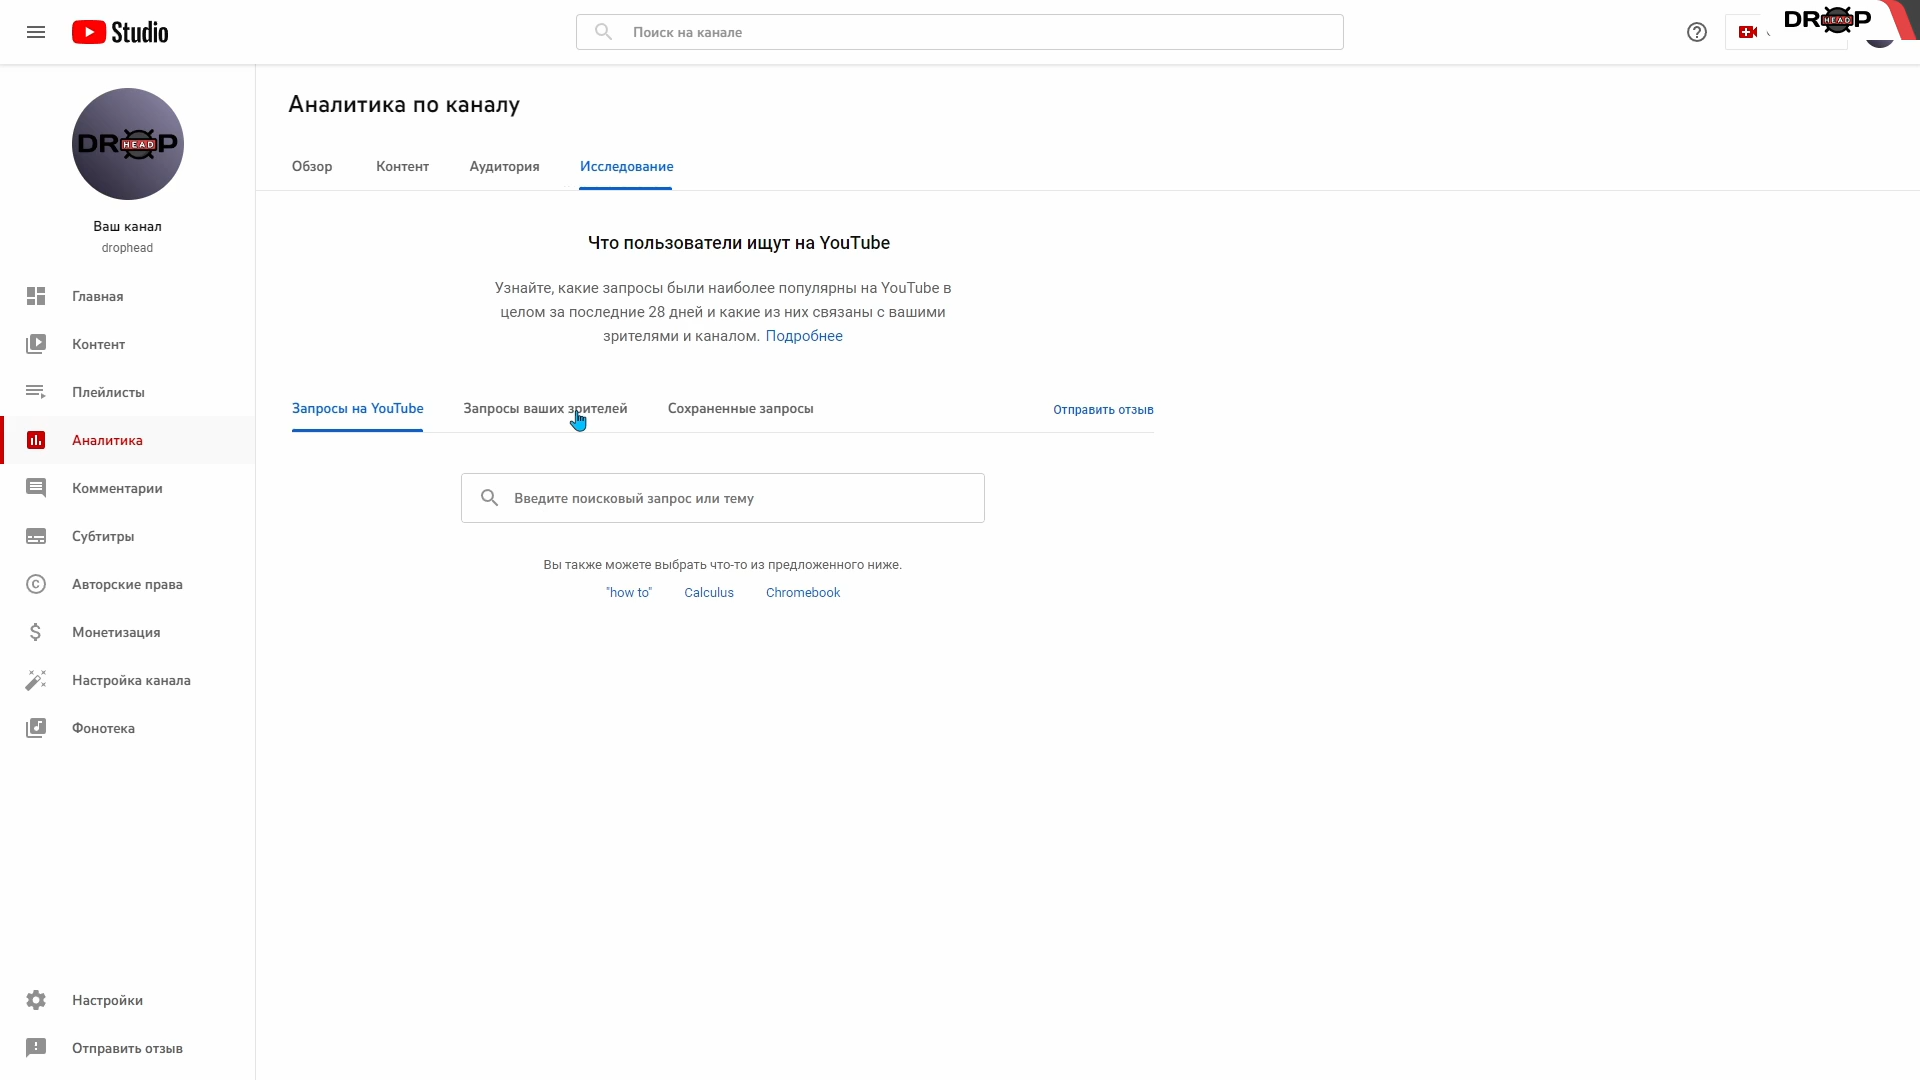 Studio
Поиск на канале
DROP
HEAD
DROP
HEAD
Ваш канал
drophead
Главная
Контент
Плейлисты
Аналитика
Комментарии
Субтитры
Авторские права
Монетизация
Настройка канала
Фонотека
Настройки
Отправить отзыв
Аналитика по каналу
Обзор Контент Аудитория Исследование
Что пользователи ищут на YouTube
Узнайте, какие запросы были наиболее популярны на YouTube в
целом за последние 28 дней и какие из них связаны с вашими
зрителями и каналом. Подробнее
Запросы на YouTube Запросы ваших зрителей Сохраненные запросы Отправить отзыв
Введите поисковый запрос или тему
Вы также можете выбрать что-то из предложенного ниже.
"how to" Calculus Chromebook